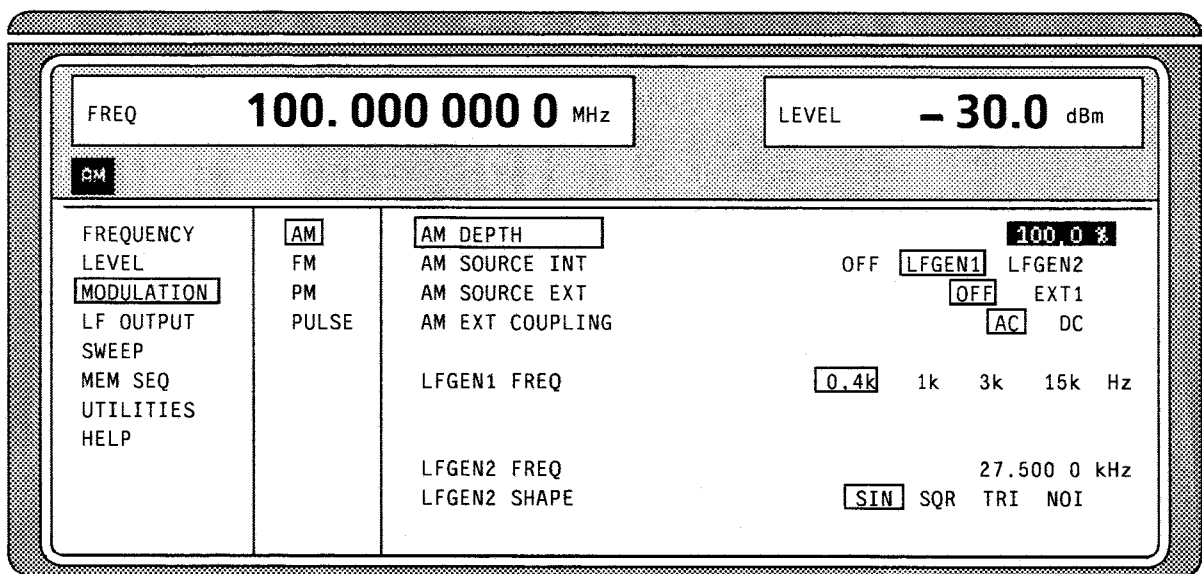 FREQ 100. 000 000 0 MHz LEVEL – 30.0 dBm
AM
FREQUENCY AM AM DEPTH 100.0 %
LEVEL FM AM SOURCE INT OFF LFGEN1 LFGEN2
MODULATION PM AM SOURCE EXT OFF EXT1
LF OUTPUT PULSE AM EXT COUPLING AC DC
SWEEP
MEM SEQ LFGEN1 FREQ 0.4k 1k 3k 15k Hz
UTILITIES
HELP
LFGEN2 FREQ 27.500 0 kHz
LFGEN2 SHAPE SIN SQR TRI NOI